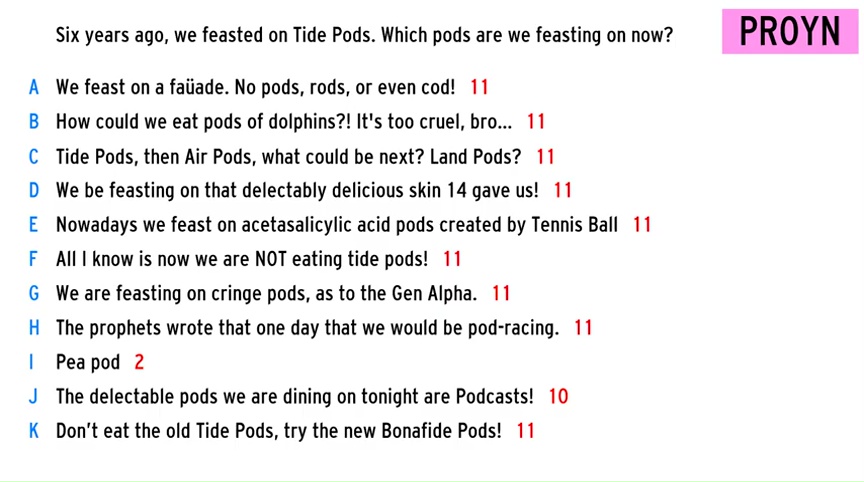 Six years ago, we feasted on Tide Pods. Which pods are we feasting on now?
PROYN
A We feast on a faüade. No pods, rods, or even cod! 11
B How could we eat pods of dolphins?! It's too cruel, bro... 11
C Tide Pods, then Air Pods, what could be next? Land Pods? 11
D We be feasting on that delectably delicious skin 14 gave us! 11
E Nowadays we feast on acetasalicylic acid pods created by Tennis Ball 11
F All I know is now we are NOT eating tide pods! 11
G We are feasting on cringe pods, as to the Gen Alpha. 11
H The prophets wrote that one day that we would be pod-racing. 11
I Pea pod 2
J The delectable pods we are dining on tonight are Podcasts! 10
K Don’t eat the old Tide Pods, try the new Bonafide Pods! 11